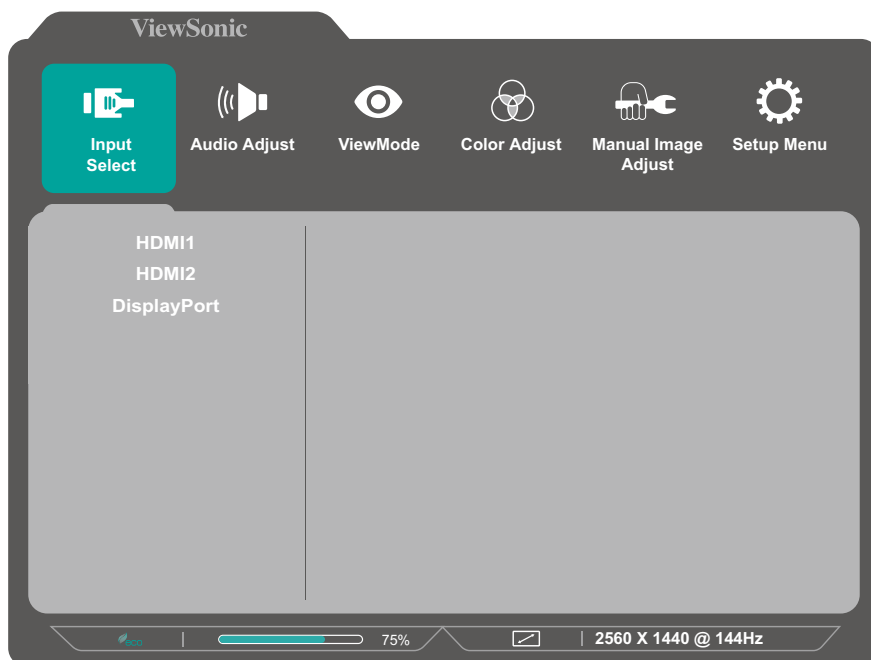 ViewSonic
Input
Select
Audio Adjust
ViewMode
Color Adjust
Manual Image
Adjust
Setup Menu
HDMI1
HDMI2
DisplayPort
eco
75%
2560 X 1440 @ 144Hz